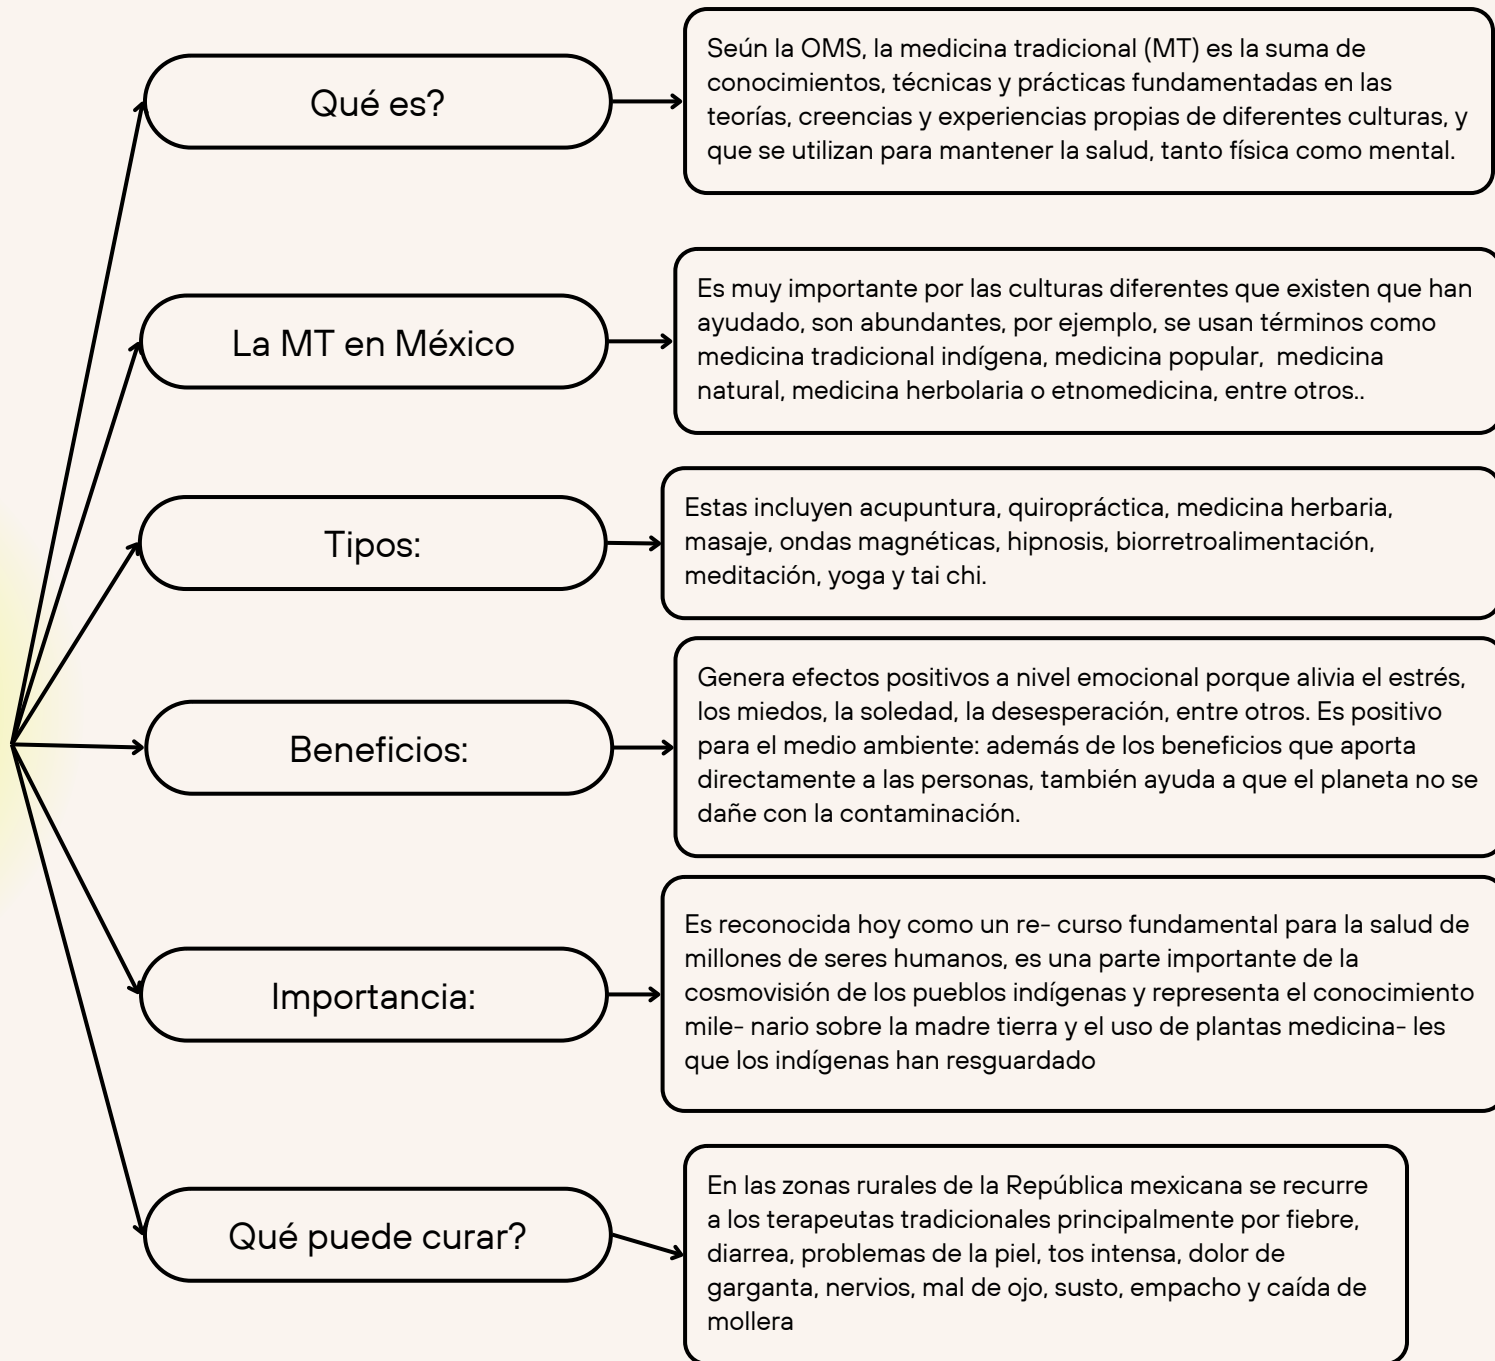 Qué es?
Seún la OMS, la medicina tradicional (MT) es la suma de
conocimientos, técnicas y prácticas fundamentadas en las
teorías, creencias y experiencias propias de diferentes culturas, y
que se utilizan para mantener la salud, tanto física como mental.
La MT en México
Es muy importante por las culturas diferentes que existen que han
ayudado, son abundantes, por ejemplo, se usan términos como
medicina tradicional indígena, medicina popular,  medicina
natural, medicina herbolaria o etnomedicina, entre otros..
Tipos:
Estas incluyen acupuntura, quiropráctica, medicina herbaria,
masaje, ondas magnéticas, hipnosis, biorretroalimentación,
meditación, yoga y tai chi.
Beneficios:
Genera efectos positivos a nivel emocional porque alivia el estrés,
los miedos, la soledad, la desesperación, entre otros. Es positivo
para el medio ambiente: además de los beneficios que aporta
directamente a las personas, también ayuda a que el planeta no se
dañe con la contaminación.
Importancia:
Es reconocida hoy como un re- curso fundamental para la salud de
millones de seres humanos, es una parte importante de la
cosmovisión de los pueblos indígenas y representa el conocimiento
mile- nario sobre la madre tierra y el uso de plantas medicina- les
que los indígenas han resguardado
Qué puede curar?
En las zonas rurales de la República mexicana se recurre
a los terapeutas tradicionales principalmente por fiebre,
diarrea, problemas de la piel, tos intensa, dolor de
garganta, nervios, mal de ojo, susto, empacho y caída de
mollera